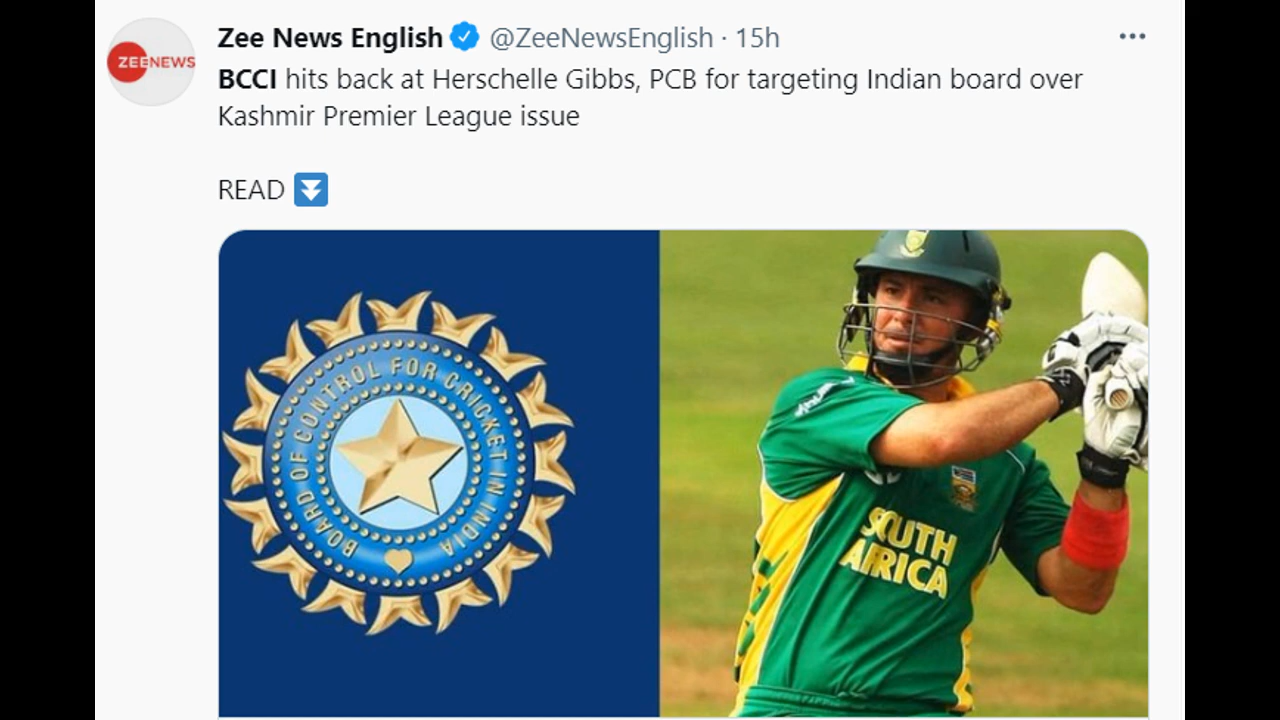 ZEENEWS
Zee News English @ZeeNewsEnglish · 15h
BCCI hits back at Herschelle Gibbs, PCB for targeting Indian board over
Kashmir Premier League issue
READ
BOARD OF CONTROL FOR CRICKET IN INDIA
SOUTH
AFRICA